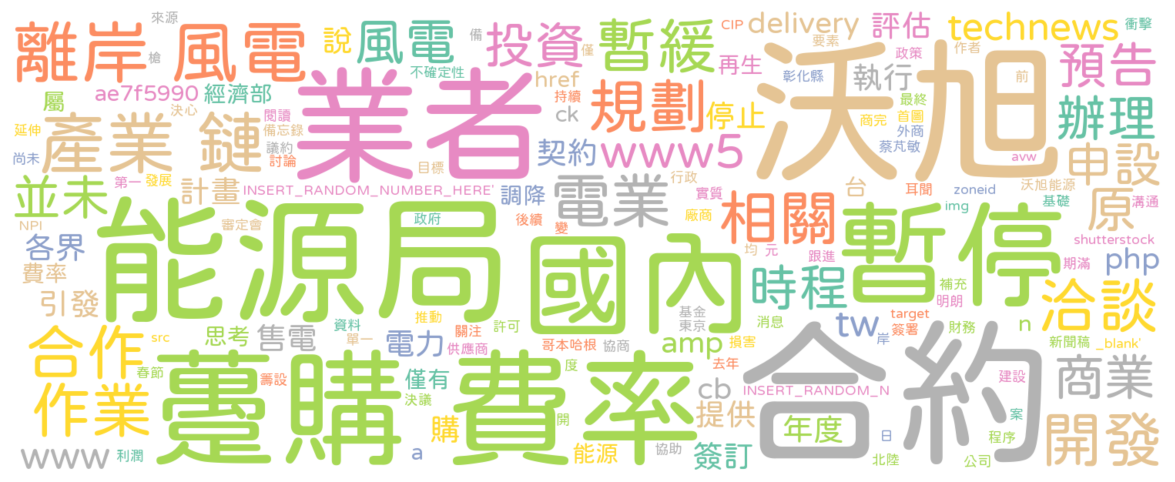 來源
離岸 風電
槍
說
風電
備
投資
僅
暫緩
CIP
delivery
要素
評估
technews
衝擊
不確定性
再生
政策
作者
預告
ae7f5990
經濟部
業者
href
持續
彰化縣
執行
前
沃旭
屬
決心
閱讀
ck
規劃
停止
最終
首圖
辦理
延伸
產業 鏈
備忘錄
議約
討論
契約
www5
商完
外商
蔡芃敏
avw
申設
尚未
目標
並未
第一
發展
計畫
INSERT_RANDOM_NUMBER_HERE'
調降
電業
行政
實質
台
耳聞
zoneid
沃旭能源
原
基礎
溝通
NPI
審定會
能源局
政府
後續
變
廠商
相關
img
暫停
shutterstock
各界
國內
均
元
跟進
時程
期滿
php
費率
補充
明朗
洽談
引發
基金
東京
推動
tw
target
簽署
財務
n
合作
src
思考
售電
資料
單一
電力
關注
供應商
許可
哥本哈根
協商
amp
消息
損害
岸
新聞稿
_blank'
春節
躉購
費率
籌設
僅有
度
去年
cb
INSERT_RANDOM_N
合約
建設
商業
作業
決議
購
開
提供
年度
案
開發
www
利潤
a
能源
協助
簽訂
日
北陸
程序
公司